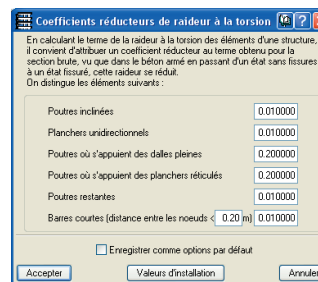 Coefficients réducteurs de raideur à la torsion
En calculant le terme de la raideur à la torsion des éléments d'une structure,
il convient d'attribuer un coefficient réducteur au terme obtenu pour la
section brute, vu que dans le béton armé en passant d'un état sans fissures
à un état fissuré, cette raideur se réduit.
On distingue les éléments suivants :
Poutres inclinées 0.010000
Planchers unidirectionnels 0.010000
Poutres où s'appuient des dalles pleines 0.200000
Poutres où s'appuient des planchers réticulés 0.200000
Poutres restantes 0.010000
Barres courtes (distance entre les noeuds < 0.20 m) 0.010000
Enregistrer comme options par défaut
Accepter Valeurs d'installation Annuler